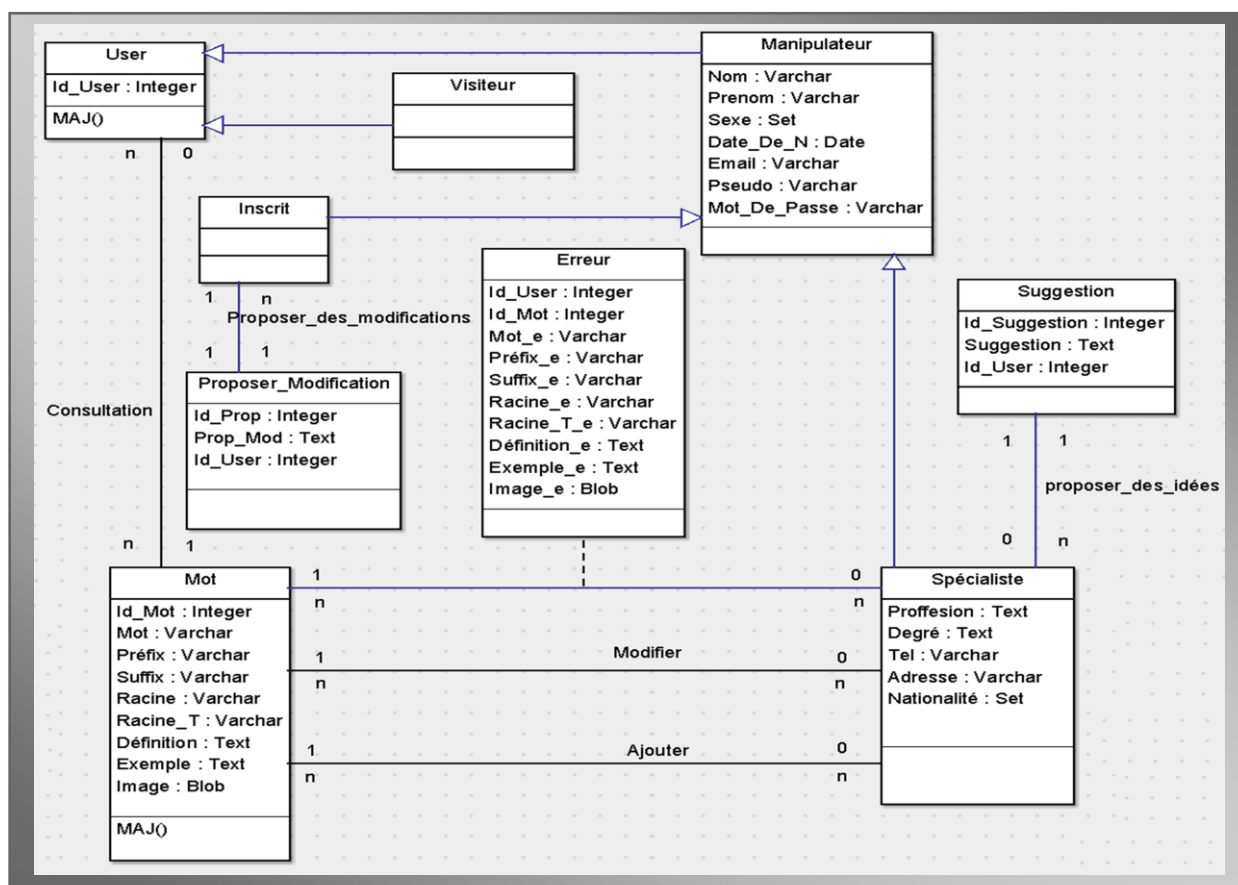 User
Id_User : Integer
MAJ()
n 0
Visiteur
Manipulateur
Nom : Varchar
Prenom : Varchar
Sexe : Set
Date_De_N : Date
Email : Varchar
Pseudo : Varchar
Mot_De_Passe : Varchar
Inscrit
1 n
Proposer_des_modifications
1 1
Proposer_Modification
Id_Prop : Integer
Prop_Mod : Text
Id_User : Integer
Erreur
Id_User : Integer
Id_Mot : Integer
Mot_e : Varchar
Préfix_e : Varchar
Suffix_e : Varchar
Racine_e : Varchar
Racine_T_e : Varchar
Définition_e : Text
Exemple_e : Text
Image_e : Blob
Suggestion
Id_Suggestion : Integer
Suggestion : Text
Id_User : Integer
1 1
proposer_des_idées
0 n
Consultation
n 1
Mot
Id_Mot : Integer
Mot : Varchar
Préfix : Varchar
Suffix : Varchar
Racine : Varchar
Racine_T : Varchar
Définition : Text
Exemple : Text
Image : Blob
MAJ()
1 0
n n
1 Modifier 0
n n
1 Ajouter 0
n n
Spécialiste
Proffesion : Text
Degré : Text
Tel : Varchar
Adresse : Varchar
Nationalité : Set